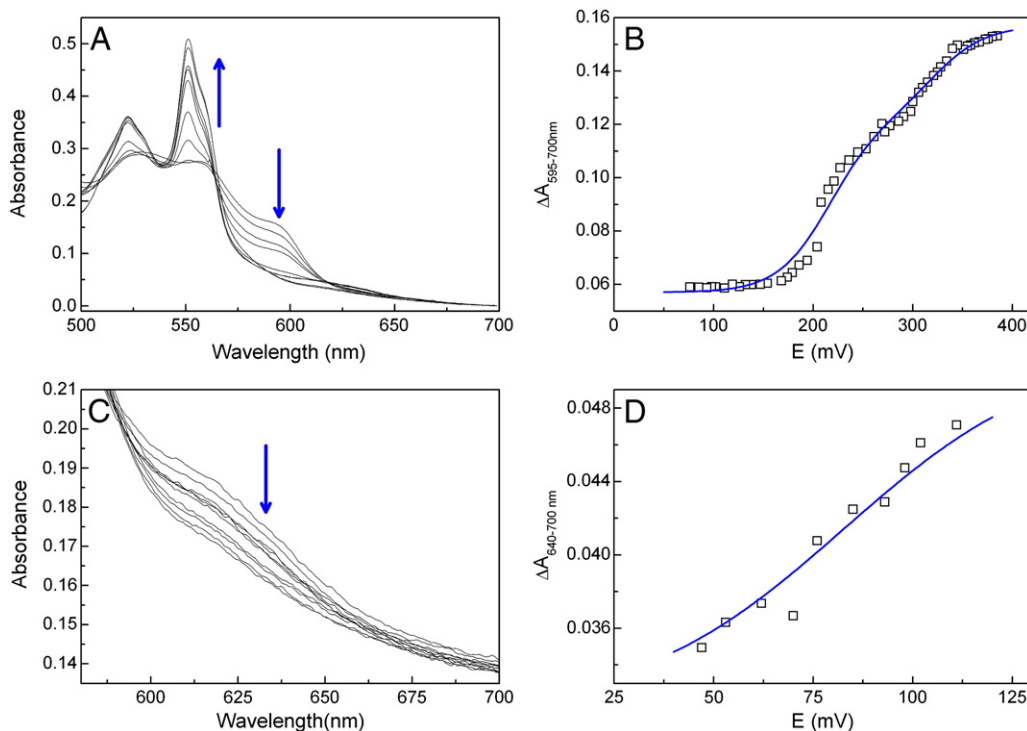 A
0.5
0.4
0.3
0.2
0.1
0.0
Absorbance
500 550 600 650 700
Wavelength (nm)
B
0.16
0.14
0.12
0.10
0.08
0.06
ΔA595-700nm
0 100 200 300 400
E (mV)
C
0.21
0.20
0.19
0.18
0.17
0.16
0.15
0.14
Absorbance
600 625 650 675 700
Wavelength(nm)
D
0.048
0.044
0.040
0.036
ΔA640-700 nm
25 50 75 100 125
E (mV)